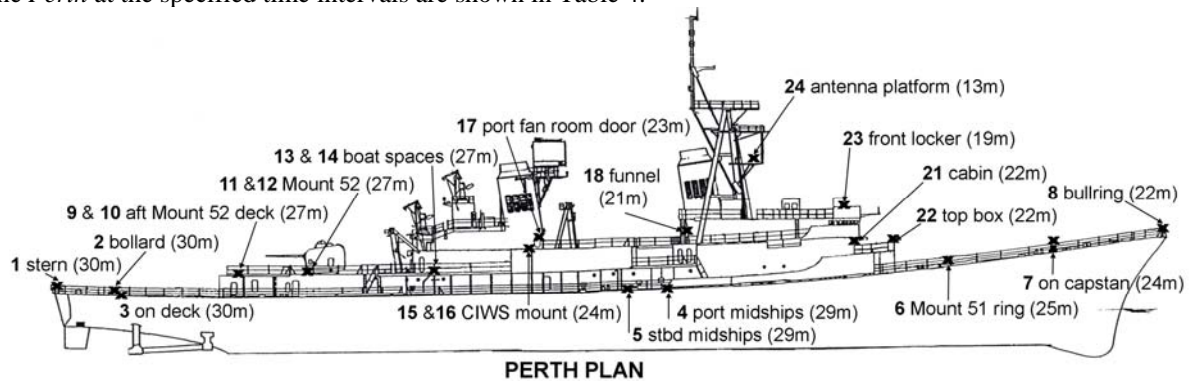 Perth at the specified time intervals are shown in Table 4.
24 antenna platform (13m)
17 port fan room door (23m)
23 front locker (19m)
13 & 14 boat spaces (27m)
18 funnel
(21m)
21 cabin (22m)
11 &12 Mount 52 (27m)
8 bullring (22m)
9 & 10 aft Mount 52 deck (27m)
22 top box (22m)
2 bollard (30m)
1 stern (30m)
7 on capstan (24m)
3 on deck (30m)
15 &16 CIWS mount (24m)
4 port midships (29m)
6 Mount 51 ring (25m)
5 stbd midships (29m)
PERTH PLAN